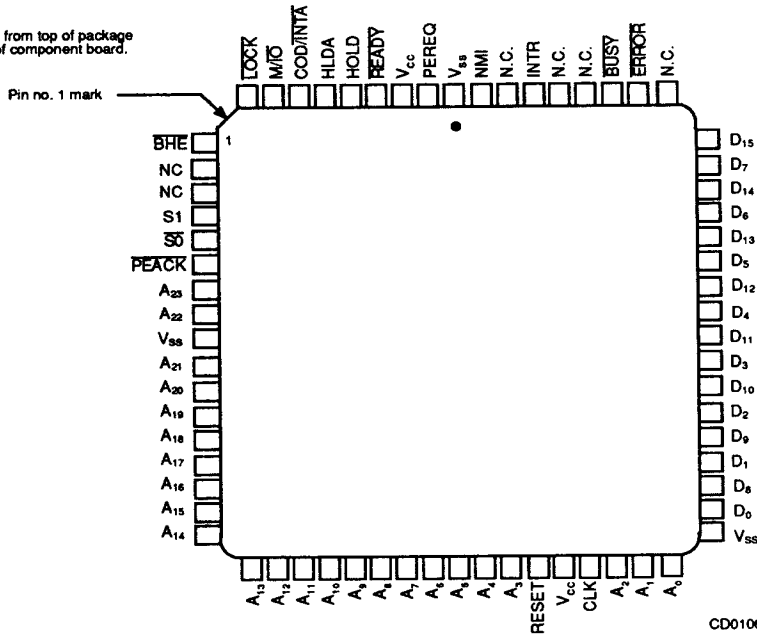 from top of package
of component board.
Pin no. 1 mark
LOCK
M/IO
COD/INTA
HLDA
HOLD
READY
Vcc
PEREQ
Vss
NMI
N.C.
INTR
N.C.
N.C.
BUSY
ERROR
N.C.
1
BHE
NC
NC
S1
S0
PEACK
A23
A22
Vss
A21
A20
A19
A18
A17
A16
A15
A14
D15
D7
D14
D6
D13
D5
D12
D4
D11
D3
D10
D2
D9
D1
D8
D0
VSS
A13
A12
A11
A10
A9
A8
A7
A6
A5
A4
A3
RESET
Vcc
CLK
A2
A1
A0
CD0106